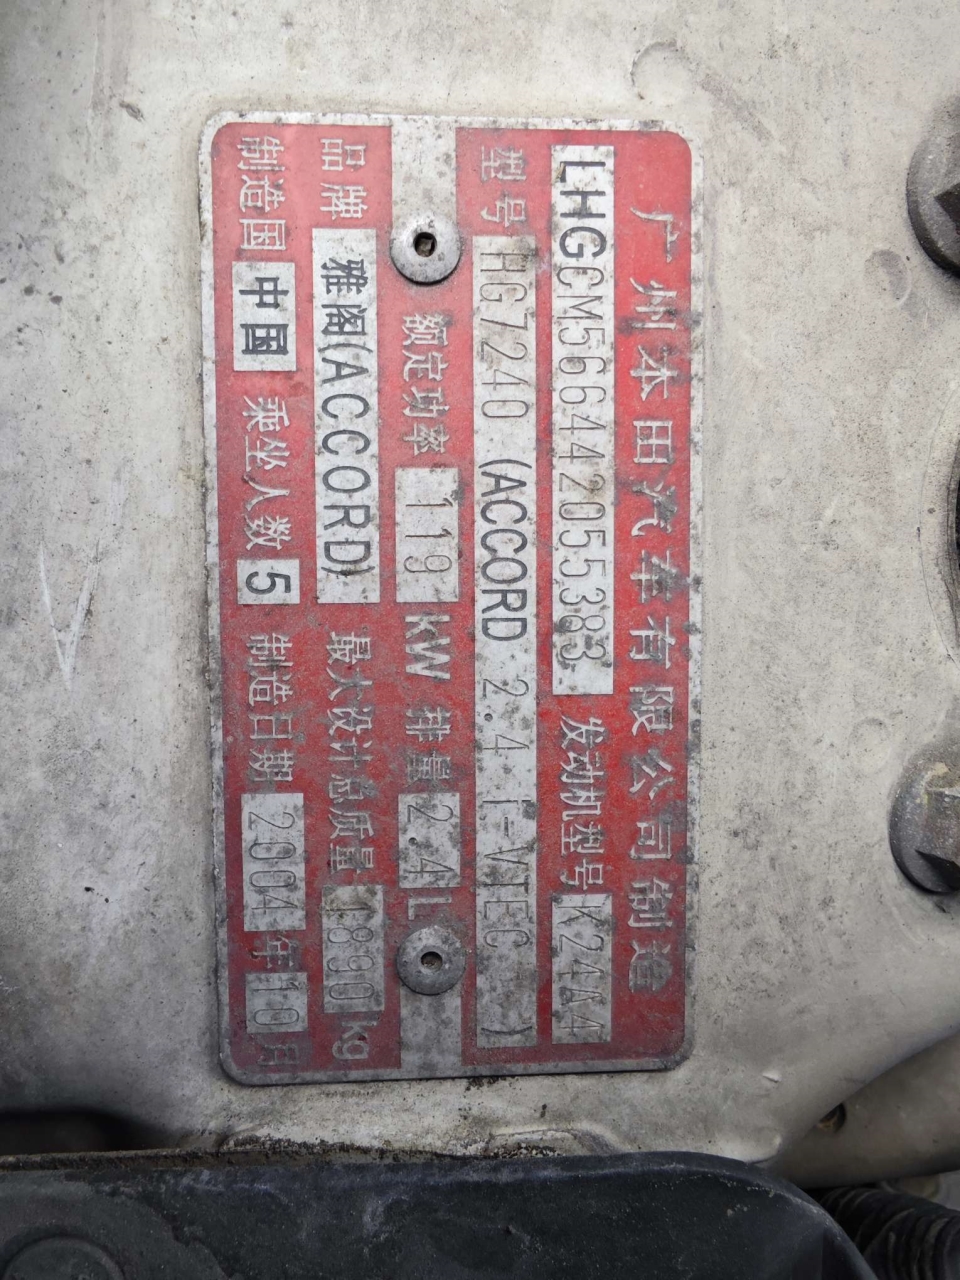 广州本田汽车有限公司制造
LHGCM566442055383 发动机型号 K24A4
型号 HG7240 (ACCORD 2.4 i-VTEC )
额定功率 119 KW 排量 2.4 L
品牌 雅阁(ACCORD) 最大设计总质量 1890 kg
制造国 中国 乘坐人数 5 制造日期 2004 年 10 月